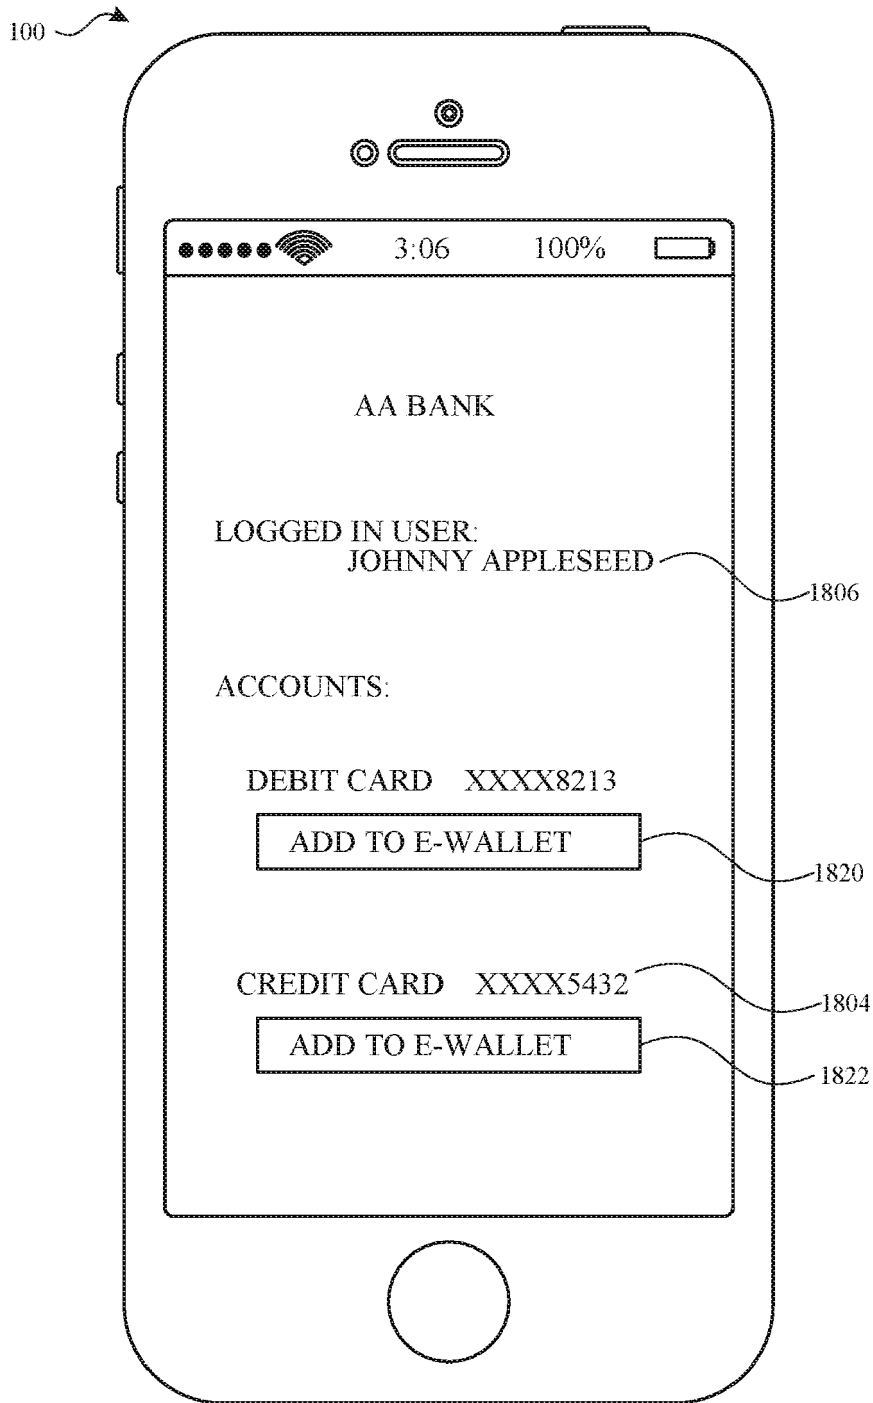 100
3:06 100%
AA BANK
LOGGED IN USER:
JOHNNY APPLESEED
1806
ACCOUNTS:
DEBIT CARD XXXX8213
ADD TO E-WALLET
1820
CREDIT CARD XXXX5432
1804
ADD TO E-WALLET
1822